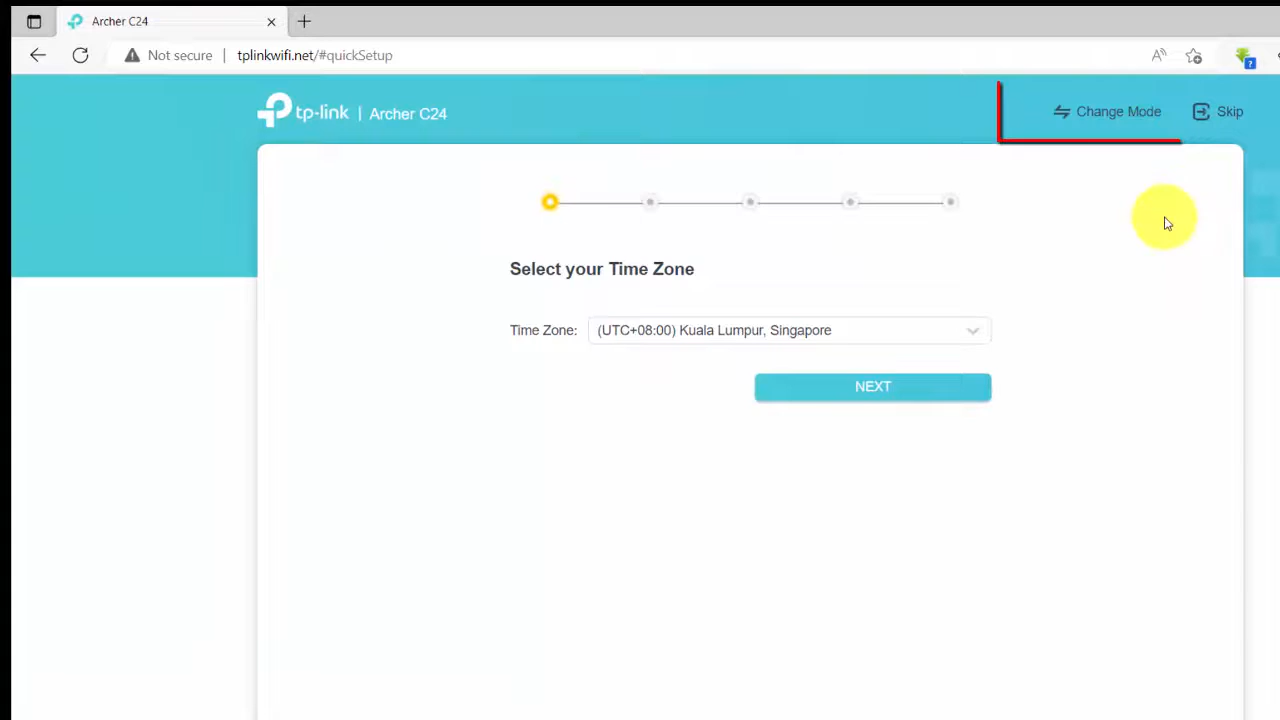 Archer C24
Not secure | tplinkwifi.net/#quickSetup
tp-link | Archer C24
Change Mode
Skip
Select your Time Zone
Time Zone: (UTC+08:00) Kuala Lumpur, Singapore
NEXT